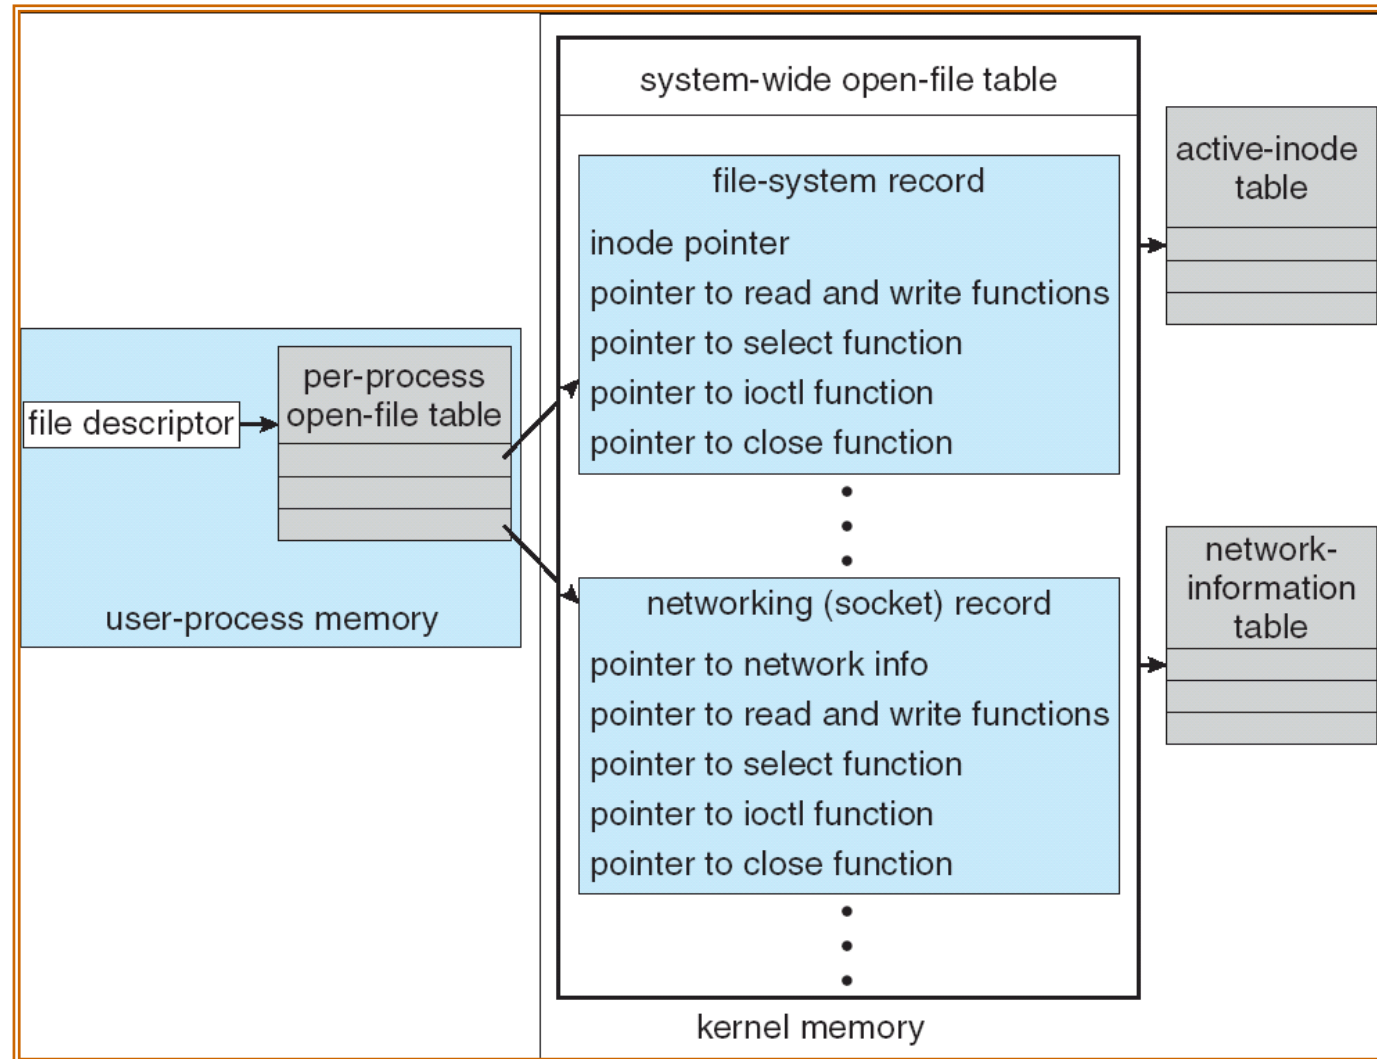 system-wide open-file table
file-system record
inode pointer
pointer to read and write functions
pointer to select function
pointer to ioctl function
pointer to close function
active-inode
table
file descriptor
per-process
open-file table
user-process memory
networking (socket) record
pointer to network info
pointer to read and write functions
pointer to select function
pointer to ioctl function
pointer to close function
network-
information
table
kernel memory